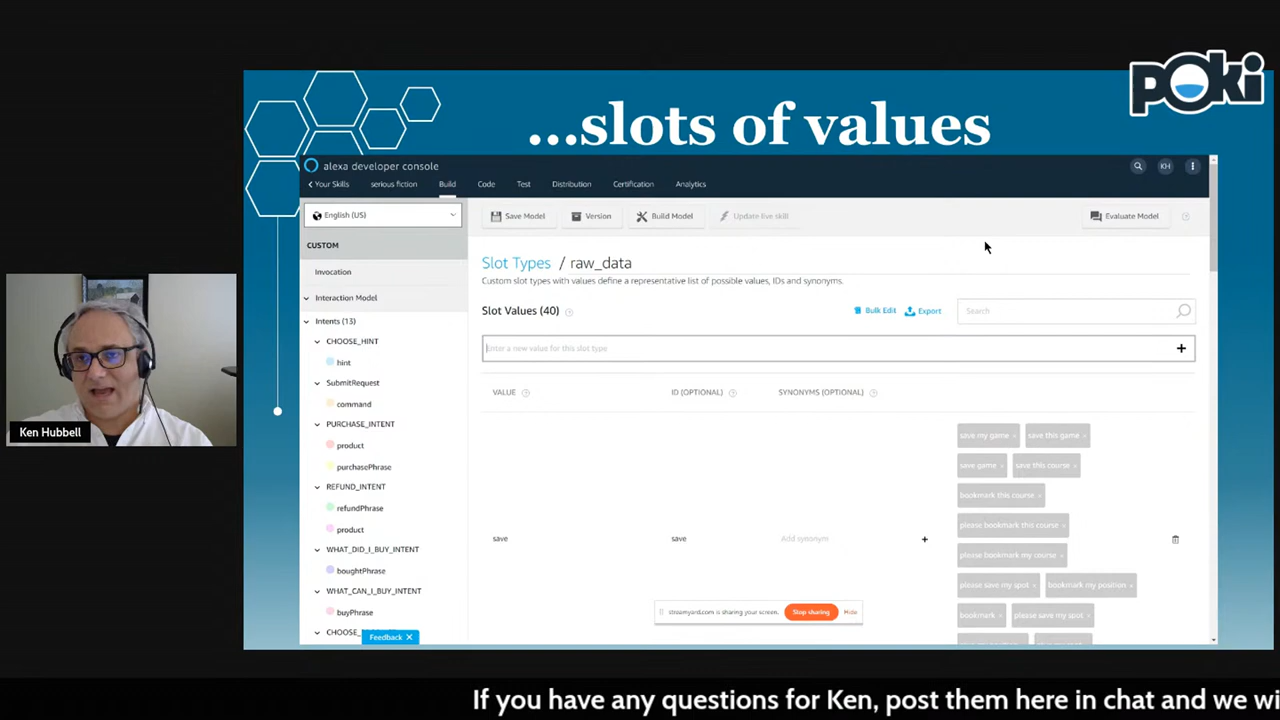 poki
...slots of values
alexa developer console
KH
Your Skills serious fiction Build Code Test Distribution Certification Analytics
English (US)
Save Model Version Build Model Update live skill Evaluate Model
CUSTOM
Invocation
Interaction Model
Intents (13)
CHOOSE_HINT
hint
SubmitRequest
command
PURCHASE_INTENT
product
purchasePhrase
REFUND_INTENT
refundPhrase
product
WHAT_DID_I_BUY_INTENT
boughtPhrase
WHAT_CAN_I_BUY_INTENT
buyPhrase
Feedback
Slot Types / raw_data
Custom slot types with values define a representative list of possible values, IDs and synonyms.
Slot Values (40) Bulk Edit Export Search
Enter a new value for this slot type
VALUE ID (OPTIONAL) SYNONYMS (OPTIONAL)
save save Add synonym
save my game save this game
save game save this course
bookmark this course
please bookmark this course
please bookmark my course
please save my spot bookmark my position
bookmark please save my spot
streamyard.com is sharing your screen. Stop sharing Hide
Ken Hubbell
If you have any questions for Ken, post them here in chat and we wi